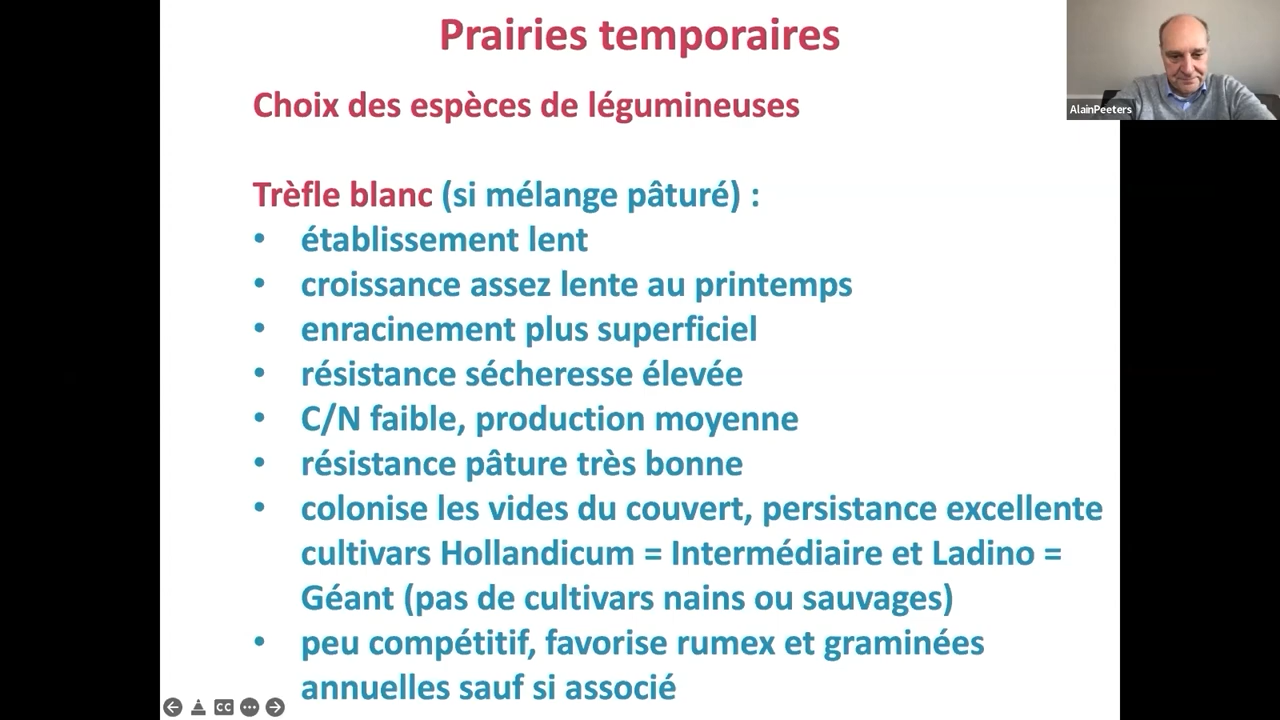 Prairies temporaires
AlainPeeters
Choix des espèces de légumineuses
Trèfle blanc (si mélange pâturé) :
• établissement lent
• croissance assez lente au printemps
• enracinement plus superficiel
• résistance sécheresse élevée
• C/N faible, production moyenne
• résistance pâture très bonne
• colonise les vides du couvert, persistance excellente
cultivars Hollandicum = Intermédiaire et Ladino =
Géant (pas de cultivars nains ou sauvages)
• peu compétitif, favorise rumex et graminées
annuelles sauf si associé
CC